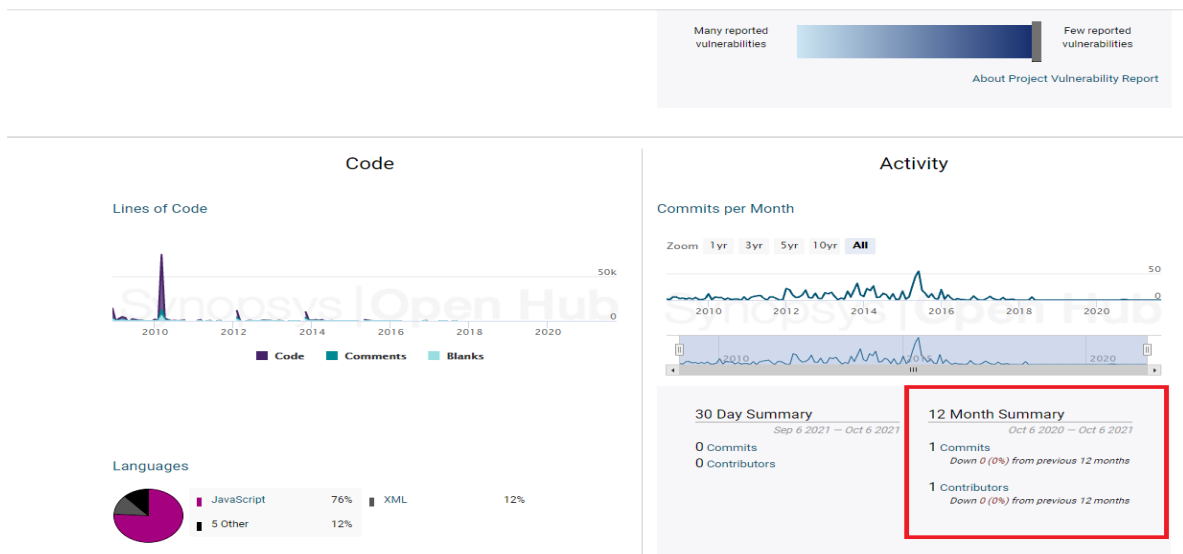 Many reported
vulnerabilities
Few reported
vulnerabilities
About Project Vulnerability Report
Code
Lines of Code
50k
0
Synopsys | Open Hub
2010 2012 2014 2016 2018 2020
Code Comments Blanks
Languages
JavaScript 76% XML 12%
5 Other 12%
Activity
Commits per Month
Zoom 1yr 3yr 5yr 10yr All
50
0
Synopsys | Open Hub
2010 2012 2014 2016 2018 2020
2010 2015 2020
30 Day Summary
Sep 6 2021 — Oct 6 2021
0 Commits
0 Contributors
12 Month Summary
Oct 6 2020 — Oct 6 2021
1 Commits
Down 0 (0%) from previous 12 months
1 Contributors
Down 0 (0%) from previous 12 months